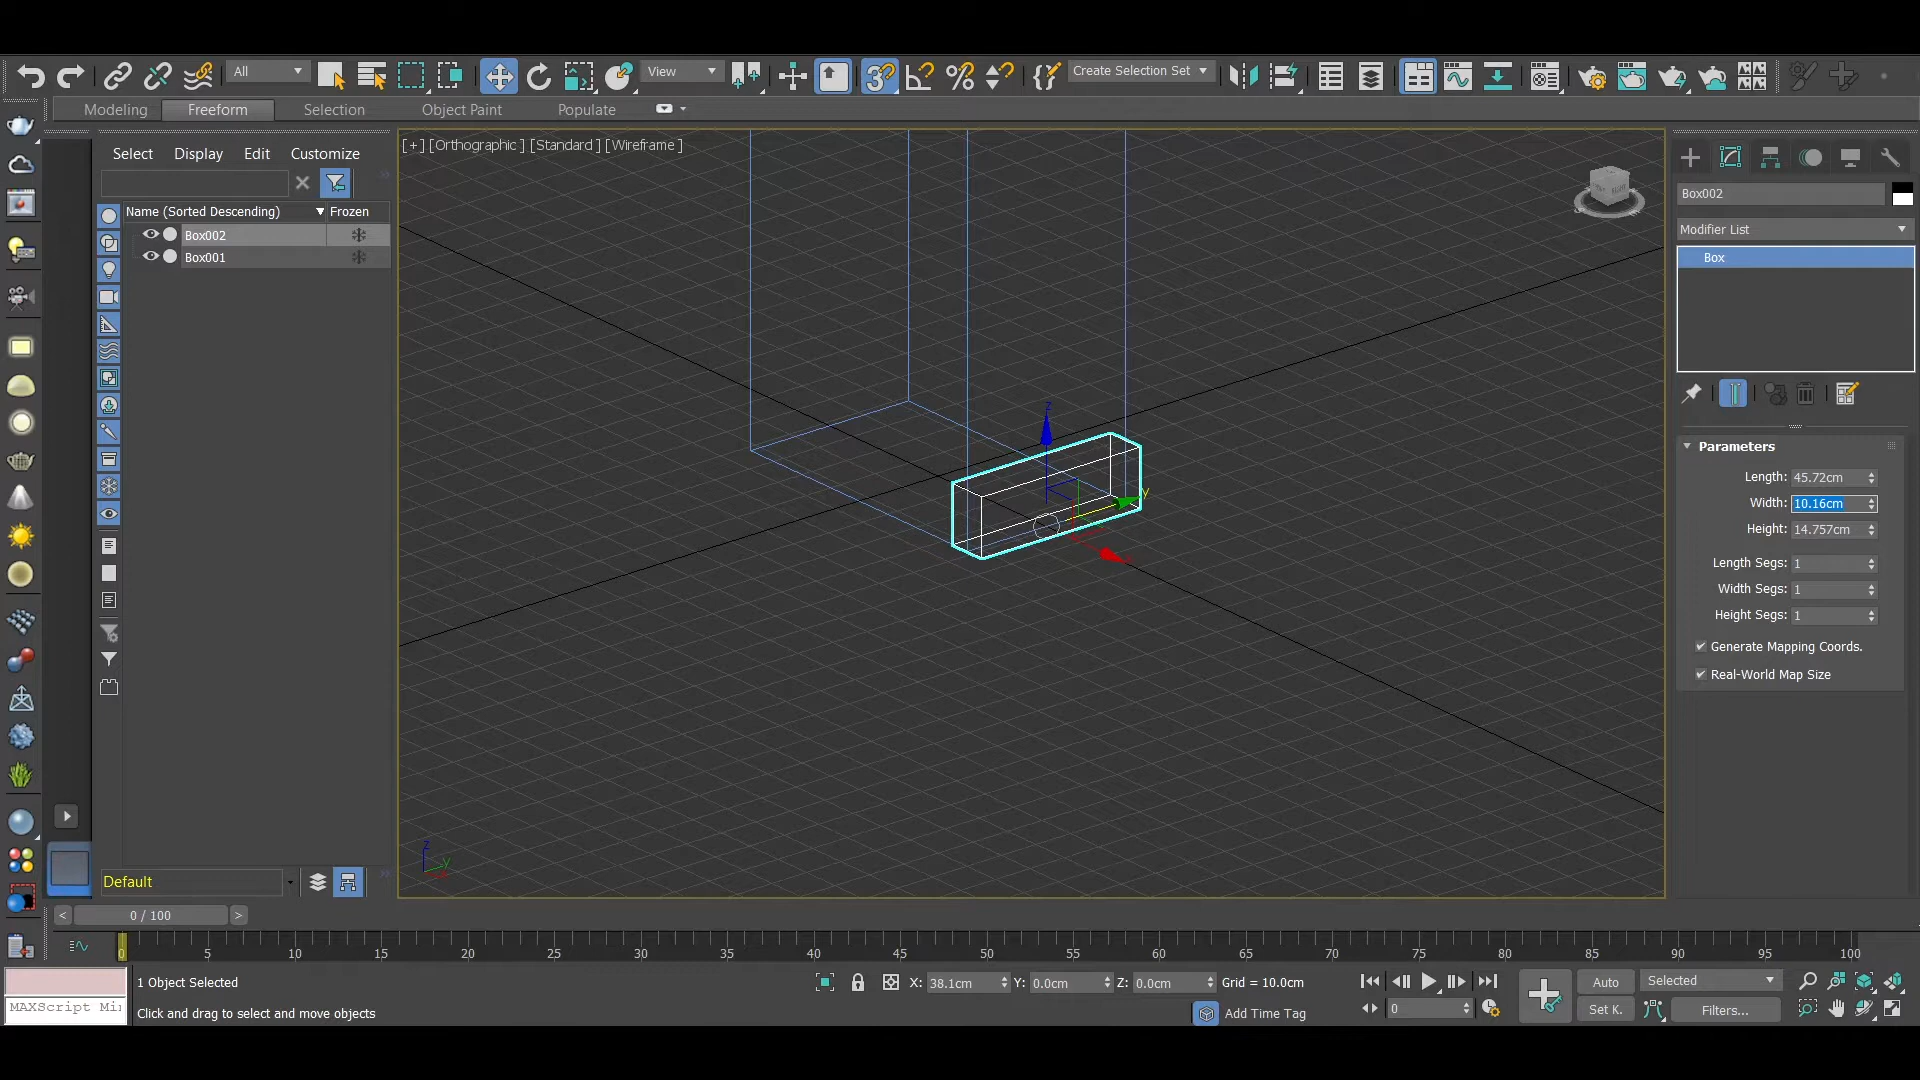 All
View
Create Selection Set
Modeling
Freeform
Selection
Object Paint
Populate
Select
Display
Edit
Customize
Name (Sorted Descending)
Frozen
Box002
Box001
[+] [Orthographic ] [Standard ] [Wireframe ]
z
y
z
y
Box002
Modifier List
Box
Parameters
Length: 45.72cm
Width: 10.16cm
Height: 14.757cm
Length Segs: 1
Width Segs: 1
Height Segs: 1
Generate Mapping Coords.
Real-World Map Size
Default
< 0 / 100 >
0 5 10 15 20 25 30 35 40 45 50 55 60 65 70 75 80 85 90 95 100
1 Object Selected
X: 38.1cm
Y: 0.0cm
Z: 0.0cm
Grid = 10.0cm
Auto
Selected
MAXScript Mi
Click and drag to select and move objects
Add Time Tag
0
Set K.
Filters...